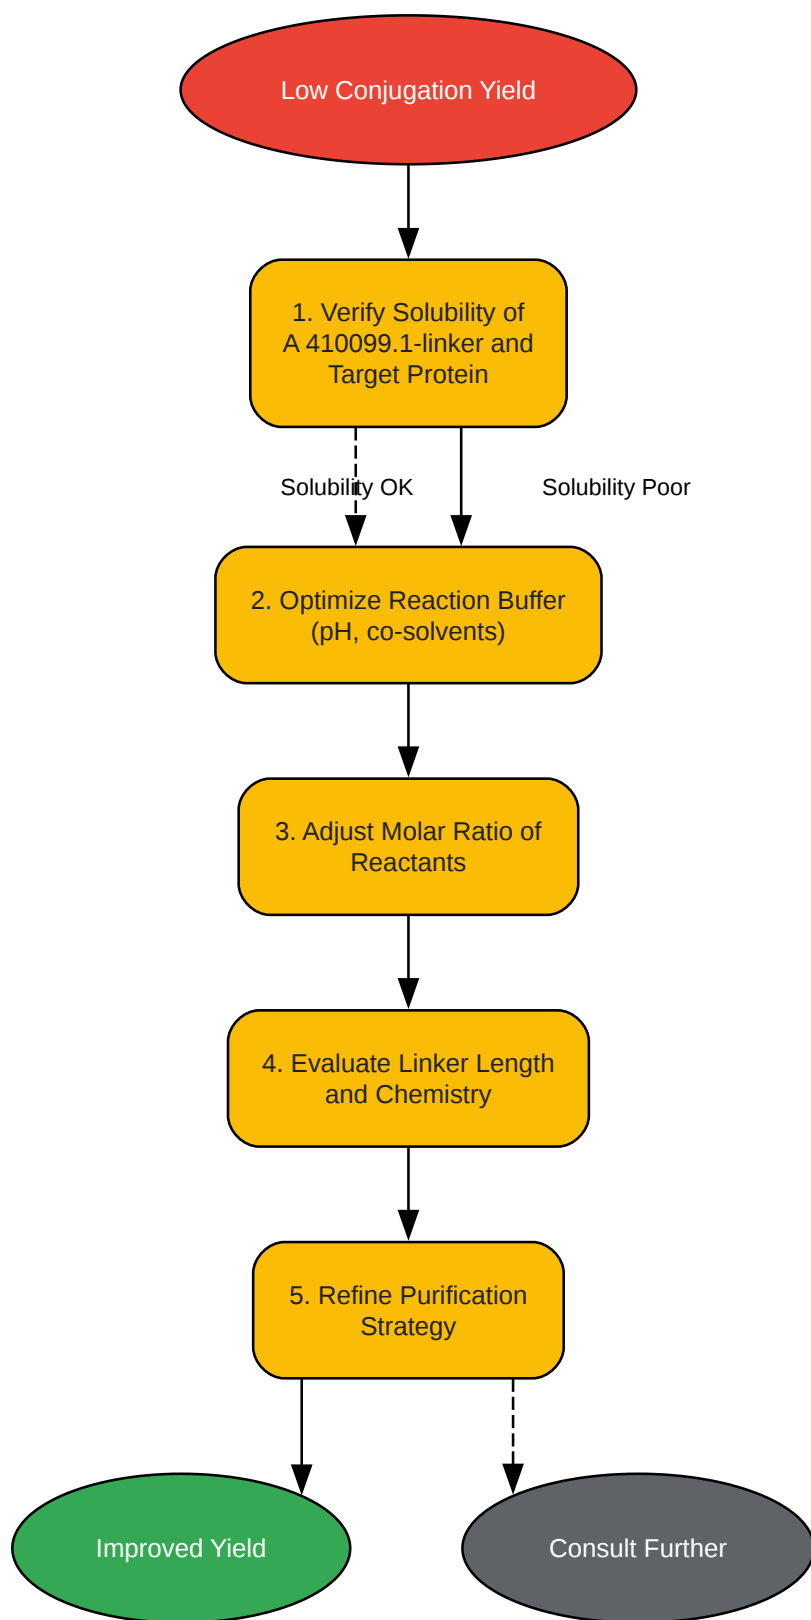 Low Conjugation Yield
1. Verify Solubility of
A 410099.1-linker and
Target Protein
Solubility OK
Solubility Poor
2. Optimize Reaction Buffer
(pH, co-solvents)
3. Adjust Molar Ratio of
Reactants
4. Evaluate Linker Length
and Chemistry
5. Refine Purification
Strategy
Improved Yield
Consult Further